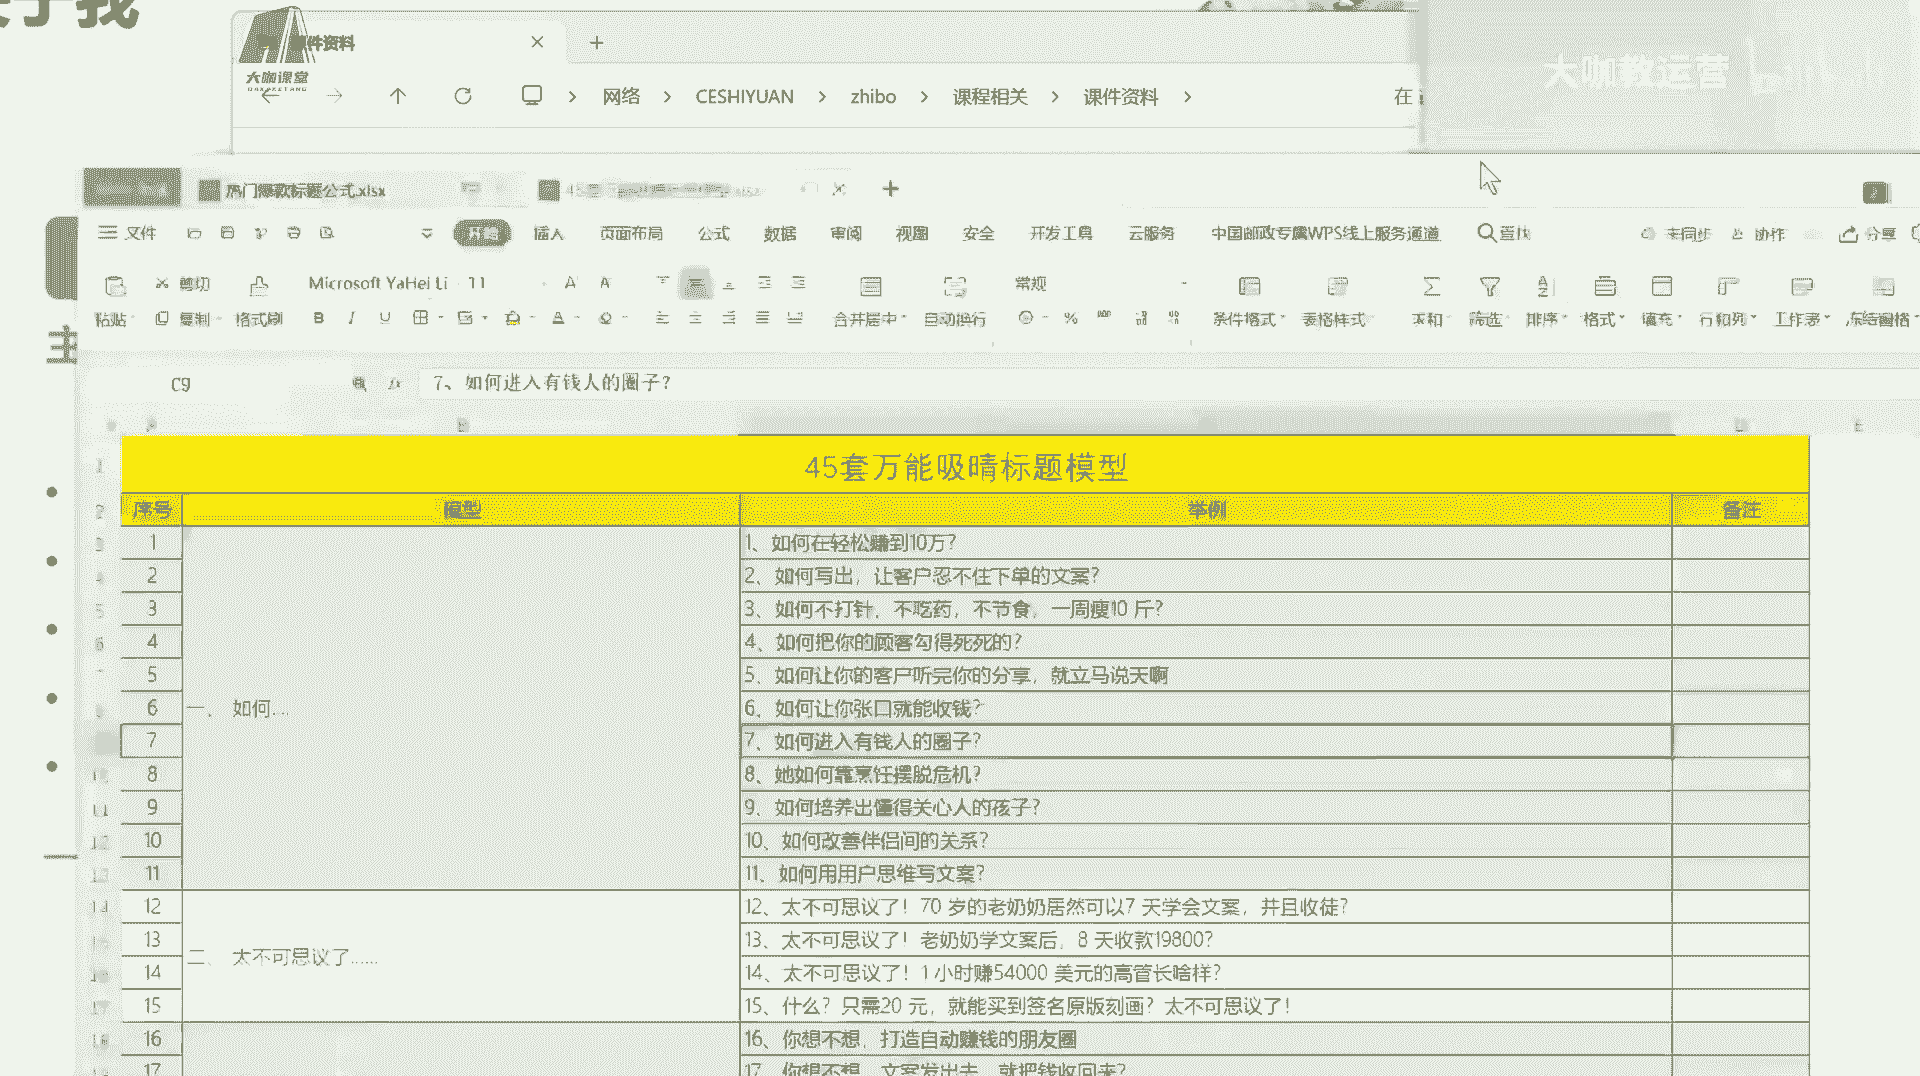 课件资料
大咖课堂
大咖教运营
网络 CESHIYUAN zhibo 课程相关 课件资料 在
热门爆款标题公式.xlsx
文件 开始 插入 页面布局 公式 数据 审阅 视图 安全 开发工具 云服务 中国邮政专属WPS线上服务通道 查找 未同步 协作 分享
剪切 Microsoft YaHei Li 11 常规
粘贴 复制 格式刷 B I U 合并居中 自动换行 % 条件格式 表格样式 求和 筛选 排序 格式 填充 行和列 工作表 冻结窗格
C9 fx 7、如何进入有钱人的圈子?
45套万能吸睛标题模型
序号 模型 举例 备注
1 1、如何在轻松赚到10万?
2 2、如何写出，让客户忍不住下单的文案?
3 3、如何不打针，不吃药，不节食，一周瘦10 斤?
4 4、如何把你的顾客勾得死死的?
5 5、如何让你的客户听完你的分享，就立马说天啊
6 一、 如何... 6、如何让你张口就能收钱?
7 7、如何进入有钱人的圈子?
8 8、她如何靠烹饪摆脱危机?
9 9、如何培养出懂得关心人的孩子?
10 10、如何改善伴侣间的关系?
11 11、如何用用户思维写文案?
12 12、太不可思议了！70 岁的老奶奶居然可以7 天学会文案，并且收徒?
13 13、太不可思议了！老奶奶学文案后，8 天收款19800?
二、 太不可思议了......
14 14、太不可思议了！1 小时赚54000 美元的高管长啥样?
15 15、什么？只需20 元，就能买到签名原版刻画？太不可思议了！
16 16、你想不想，打造自动赚钱的朋友圈
17 17、你想不想，文案发出去，就把钱收回来?